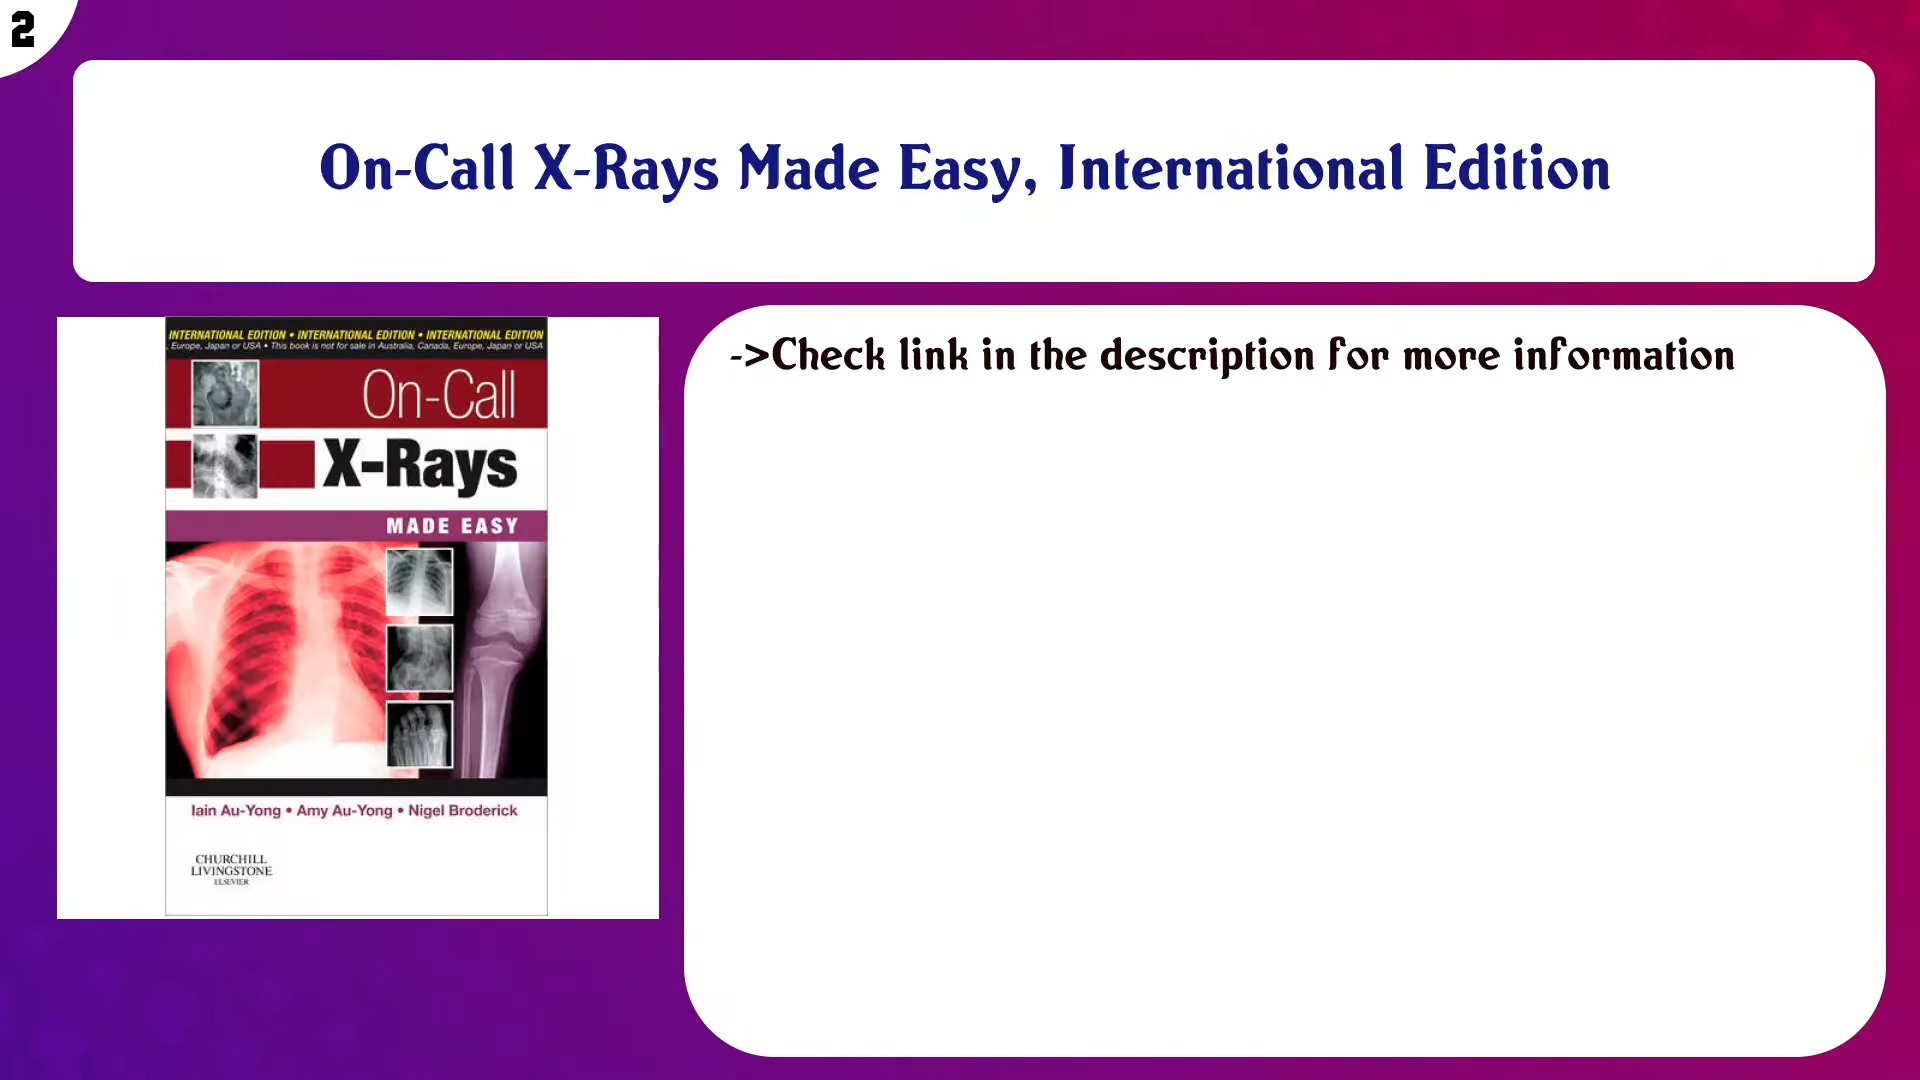 2
On-Call X-Rays Made Easy, International Edition
INTERNATIONAL EDITION • INTERNATIONAL EDITION • INTERNATIONAL EDITION
, Europe, Japan or USA • This book is not for sale in Australia, Canada, Europe, Japan or USA
On-Call
X-Rays
MADE EASY
Iain Au-Yong • Amy Au-Yong • Nigel Broderick
CHURCHILL
LIVINGSTONE
ELSEVIER
->Check link in the description for more information